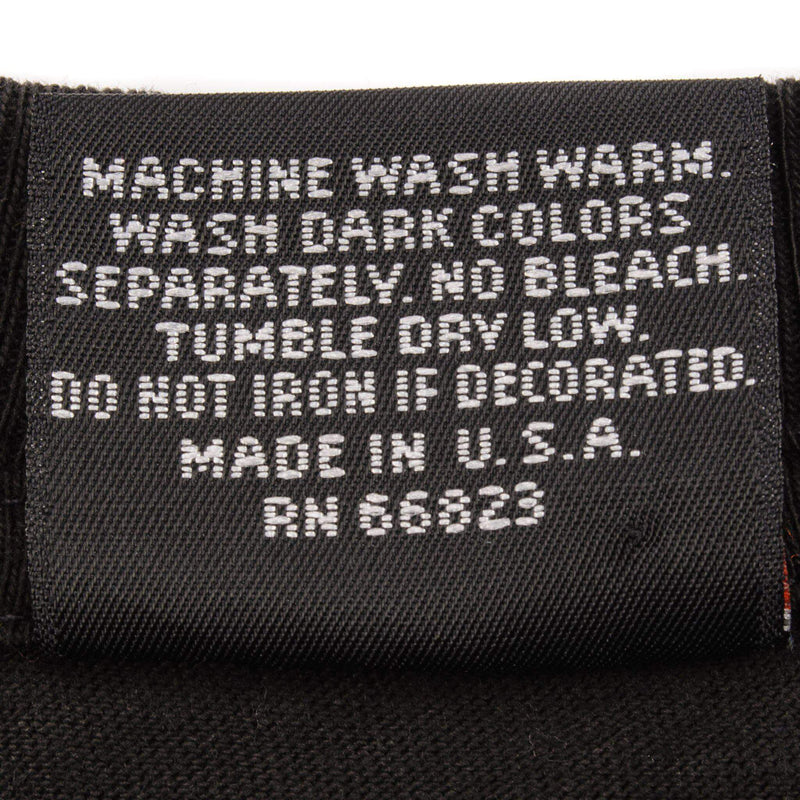 MACHINE WASH WARM.
WASH DARK COLORS
SEPARATELY. NO BLEACH.
TUMBLE DRY LOW.
DO NOT IRON IF DECORATED.
MADE IN U.S.A.
RN 66823